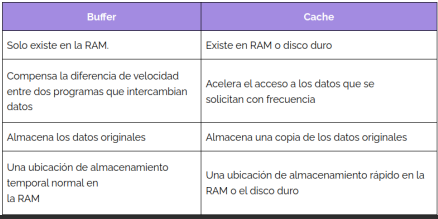 Buffer
Cache
Solo existe en la RAM.
Existe en RAM o disco duro
Compensa la diferencia de velocidad
entre dos programas que intercambian
datos
Acelera el acceso a los datos que se
solicitan con frecuencia
Almacena los datos originales
Almacena una copia de los datos originales
Una ubicación de almacenamiento
temporal normal en
la RAM
Una ubicación de almacenamiento rápido en la
RAM o el disco duro